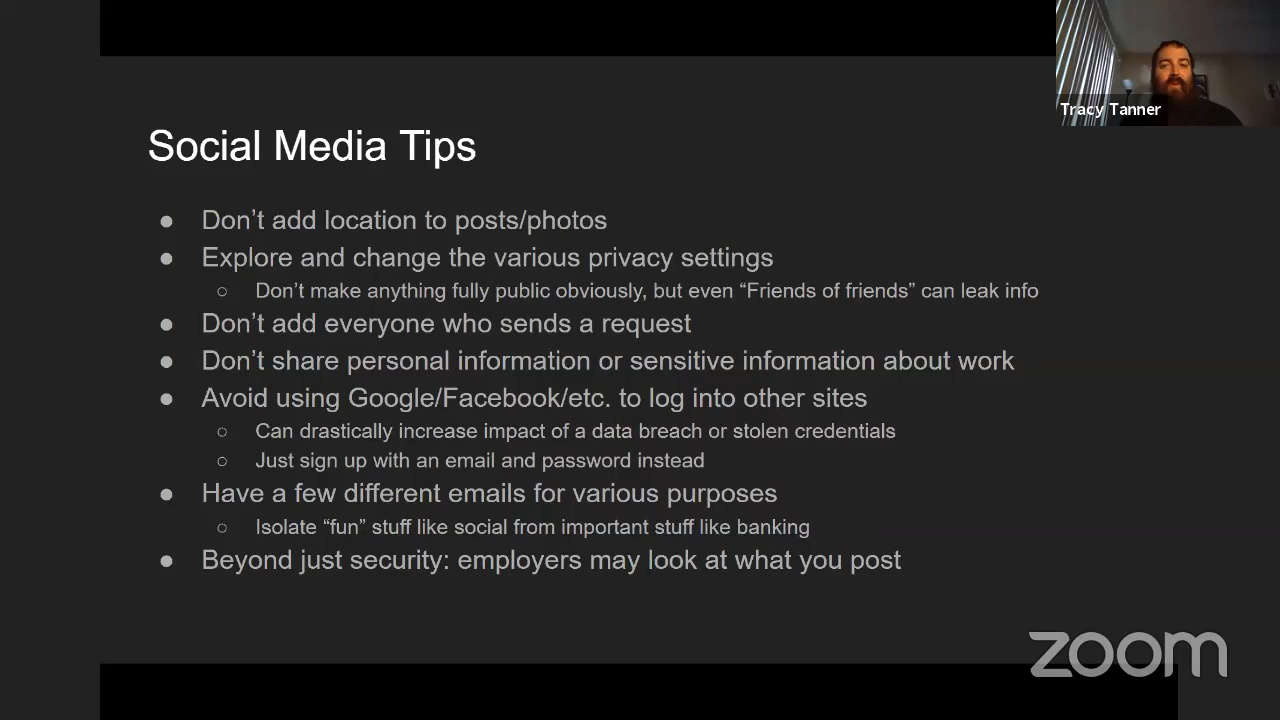 Tracy Tanner
Social Media Tips
● Don’t add location to posts/photos
● Explore and change the various privacy settings
○ Don’t make anything fully public obviously, but even “Friends of friends” can leak info
● Don’t add everyone who sends a request
● Don’t share personal information or sensitive information about work
● Avoid using Google/Facebook/etc. to log into other sites
○ Can drastically increase impact of a data breach or stolen credentials
○ Just sign up with an email and password instead
● Have a few different emails for various purposes
○ Isolate “fun” stuff like social from important stuff like banking
● Beyond just security: employers may look at what you post
zoom